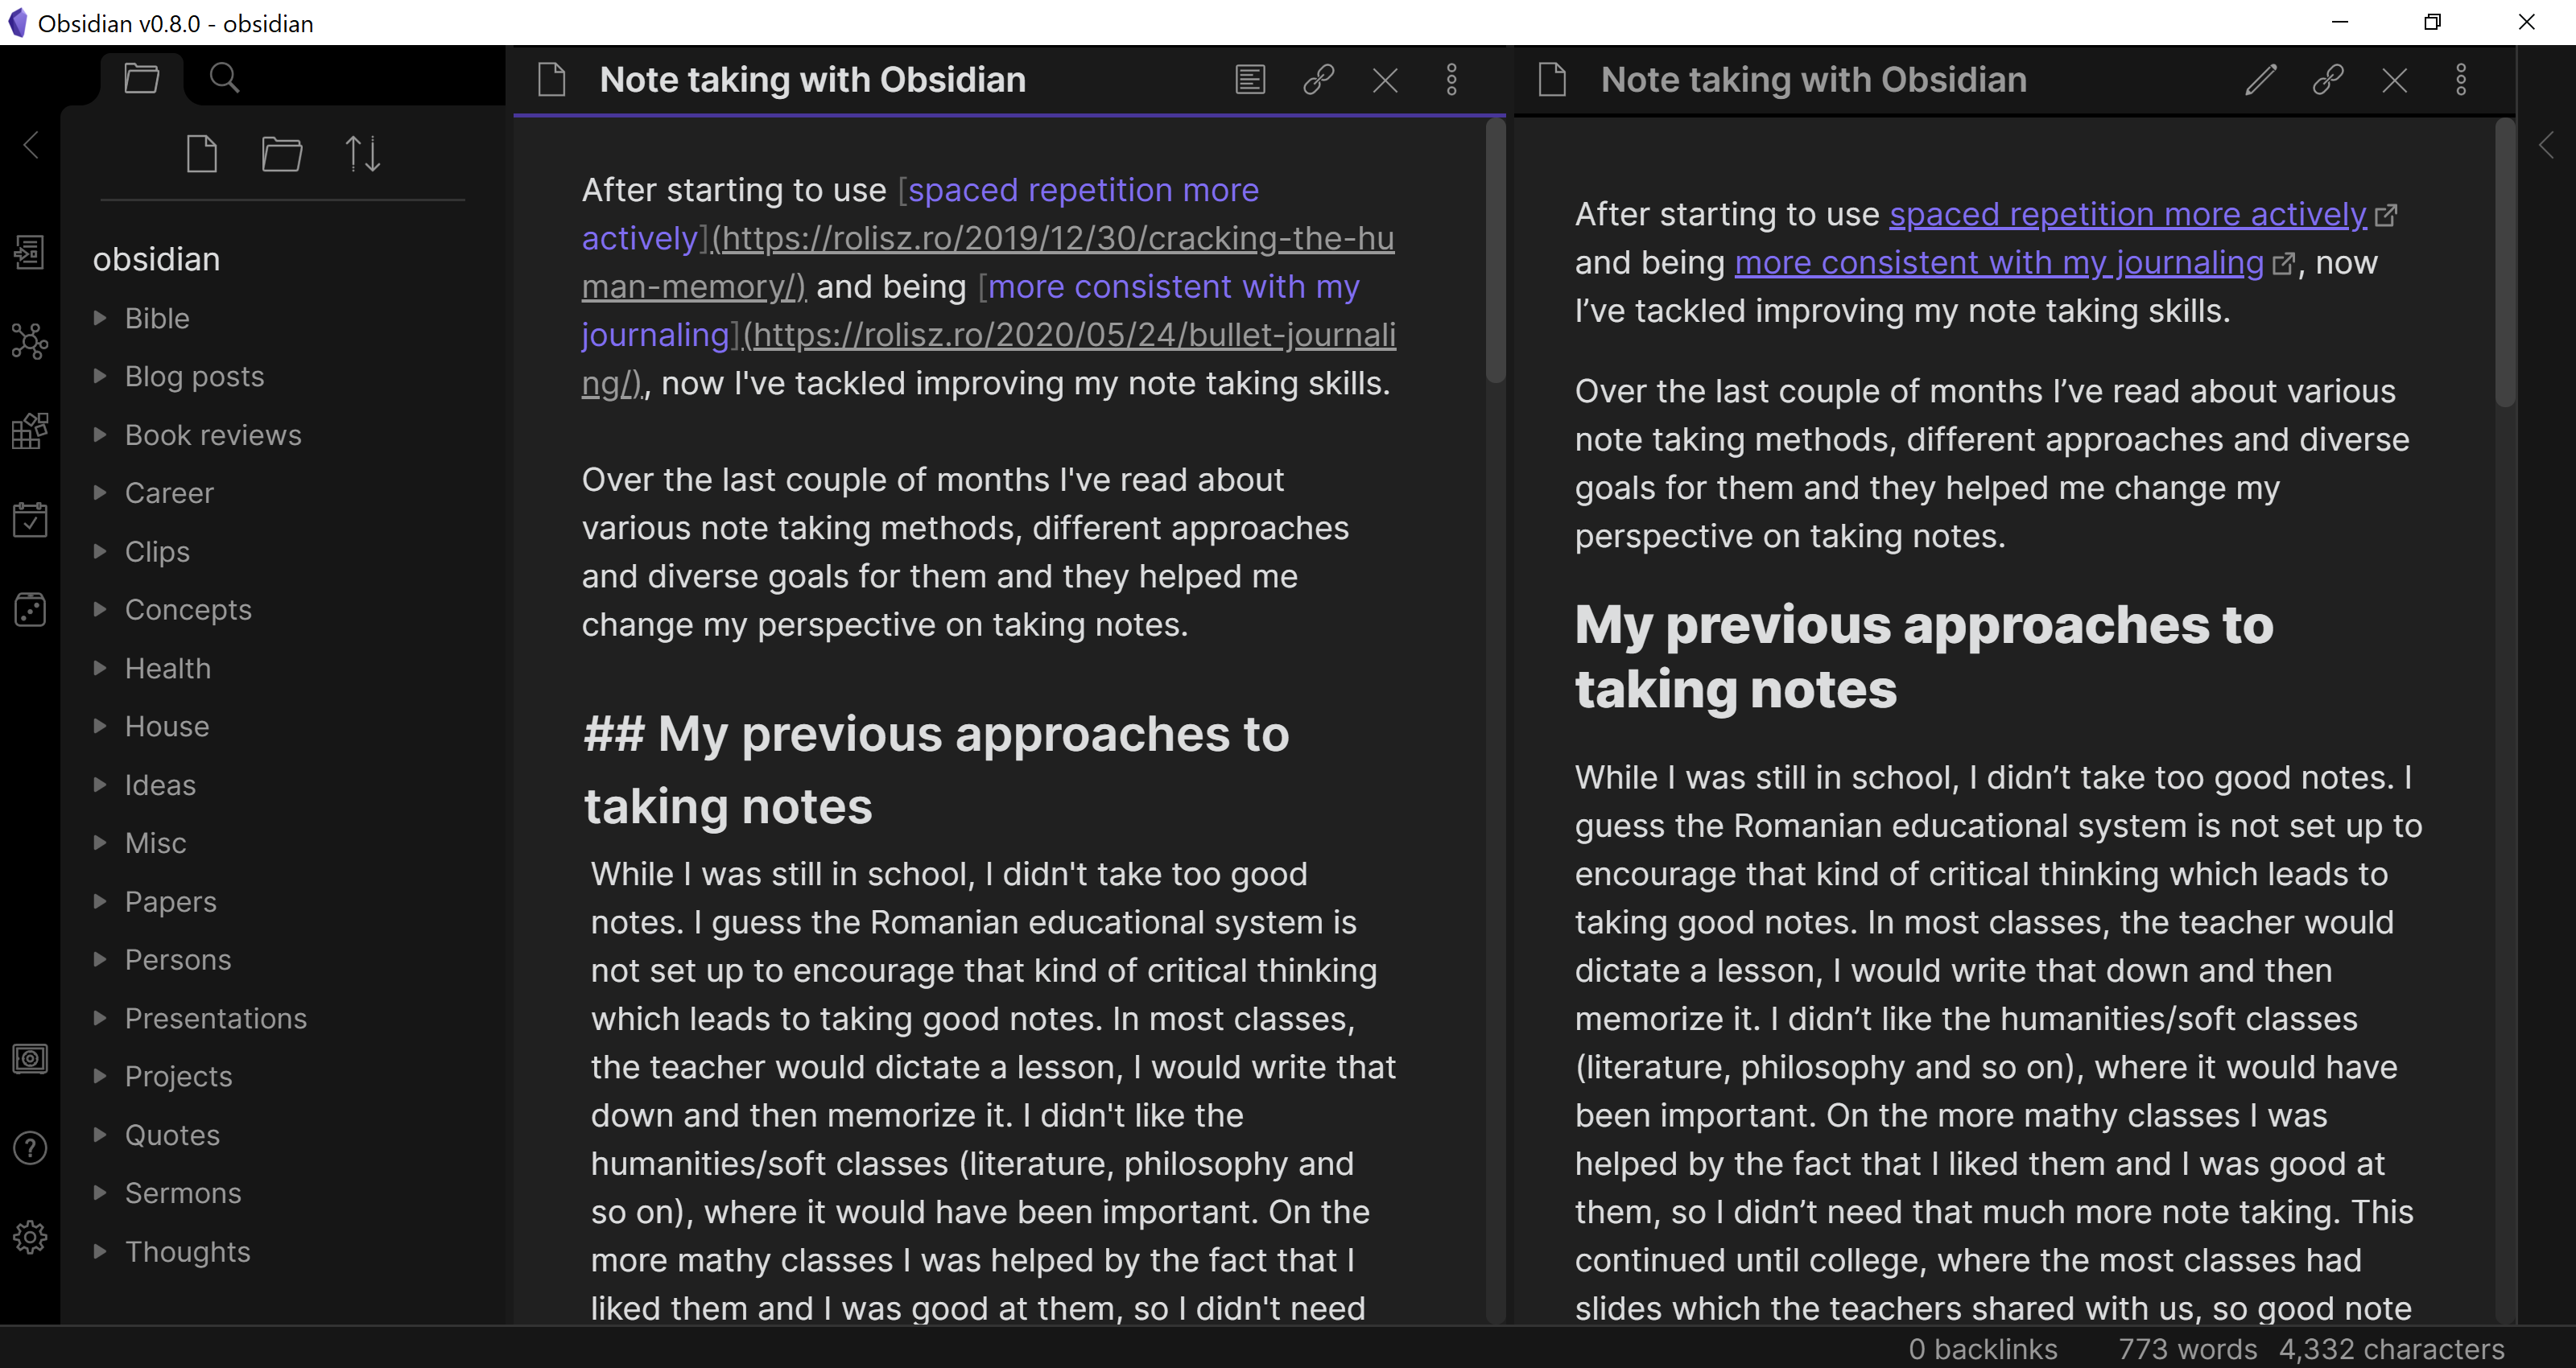 Obsidian v0.8.0 - obsidian
obsidian
Bible
Blog posts
Book reviews
Career
Clips
Concepts
Health
House
Ideas
Misc
Papers
Persons
Presentations
Projects
Quotes
Sermons
Thoughts
Note taking with Obsidian
After starting to use [spaced repetition more
actively](https://rolisz.ro/2019/12/30/cracking-the-hu
man-memory/) and being [more consistent with my
journaling](https://rolisz.ro/2020/05/24/bullet-journali
ng/), now I've tackled improving my note taking skills.
Over the last couple of months I've read about
various note taking methods, different approaches
and diverse goals for them and they helped me
change my perspective on taking notes.
## My previous approaches to
taking notes
While I was still in school, I didn't take too good
notes. I guess the Romanian educational system is
not set up to encourage that kind of critical thinking
which leads to taking good notes. In most classes,
the teacher would dictate a lesson, I would write that
down and then memorize it. I didn't like the
humanities/soft classes (literature, philosophy and
so on), where it would have been important. On the
more mathy classes I was helped by the fact that I
liked them and I was good at them, so I didn't need
Note taking with Obsidian
After starting to use spaced repetition more actively
and being more consistent with my journaling, now
I’ve tackled improving my note taking skills.
Over the last couple of months I’ve read about various
note taking methods, different approaches and diverse
goals for them and they helped me change my
perspective on taking notes.
My previous approaches to
taking notes
While I was still in school, I didn’t take too good notes. I
guess the Romanian educational system is not set up to
encourage that kind of critical thinking which leads to
taking good notes. In most classes, the teacher would
dictate a lesson, I would write that down and then
memorize it. I didn’t like the humanities/soft classes
(literature, philosophy and so on), where it would have
been important. On the more mathy classes I was
helped by the fact that I liked them and I was good at
them, so I didn’t need that much more note taking. This
continued until college, where the most classes had
slides which the teachers shared with us, so good note
0 backlinks 773 words 4,332 characters